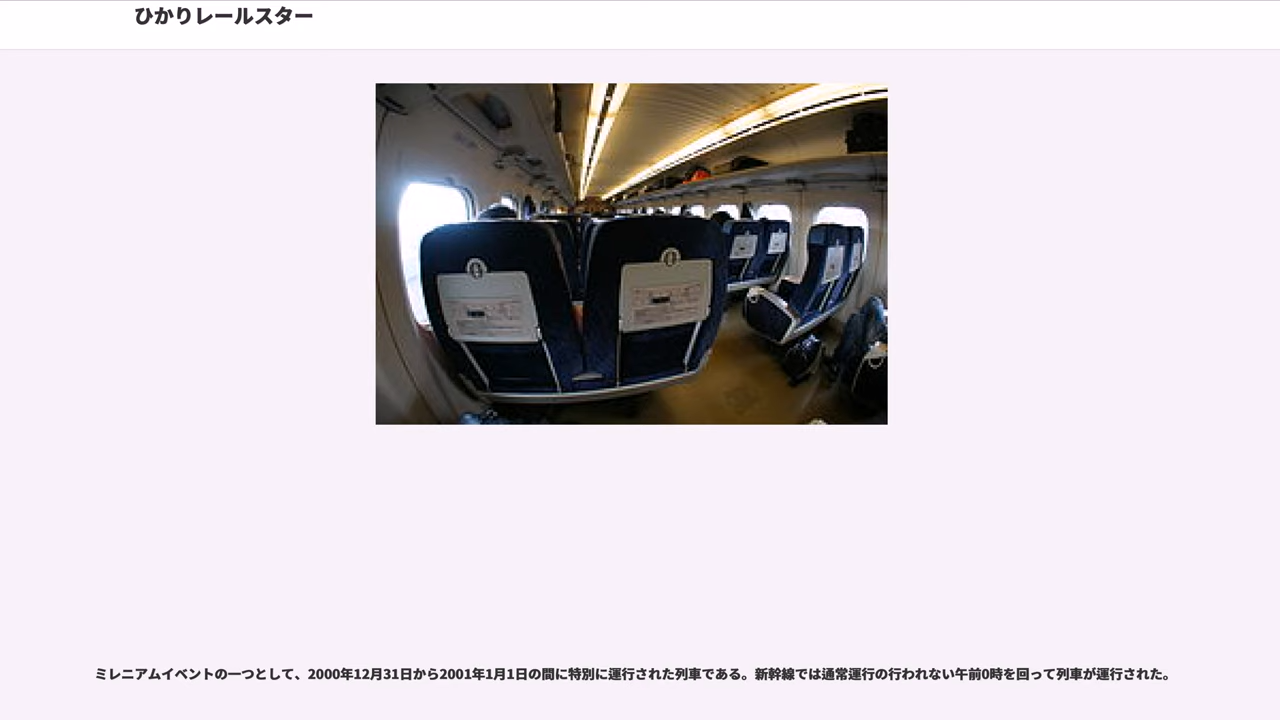 ひかりレールスター
ミレニアムイベントの一つとして、2000年12月31日から2001年1月1日の間に特別に運行された列車である。新幹線では通常運行の行われない午前0時を回って列車が運行された。